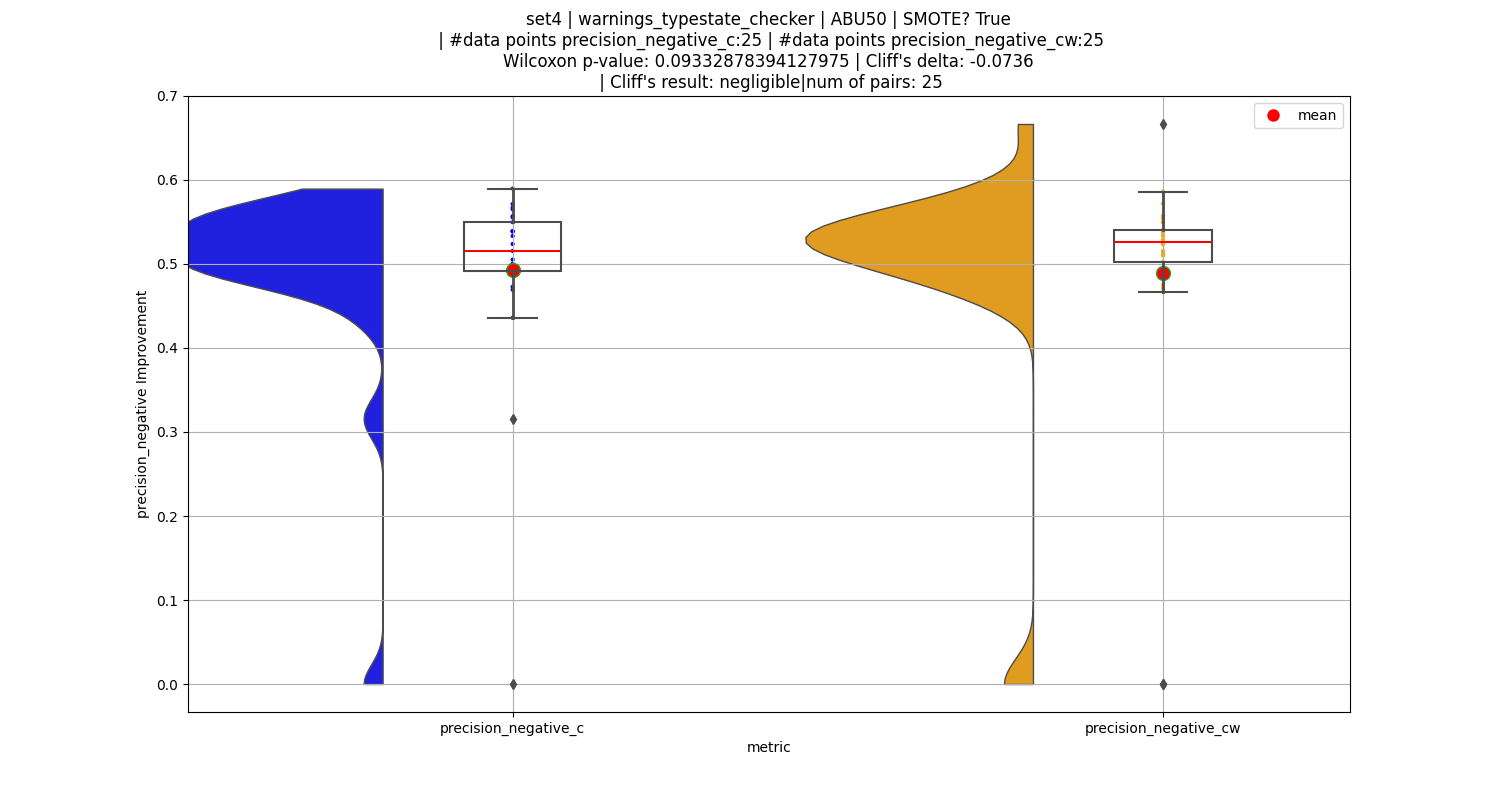 set4 | warnings_typestate_checker | ABU50 | SMOTE? True
| #data points precision_negative_c:25 | #data points precision_negative_cw:25
Wilcoxon p-value: 0.09332878394127975 | Cliff's delta: -0.0736
| Cliff's result: negligible|num of pairs: 25
mean
0.7
0.6
0.5
0.4
0.3
0.2
0.1
0.0
precision_negative Improvement
precision_negative_c
precision_negative_cw
metric